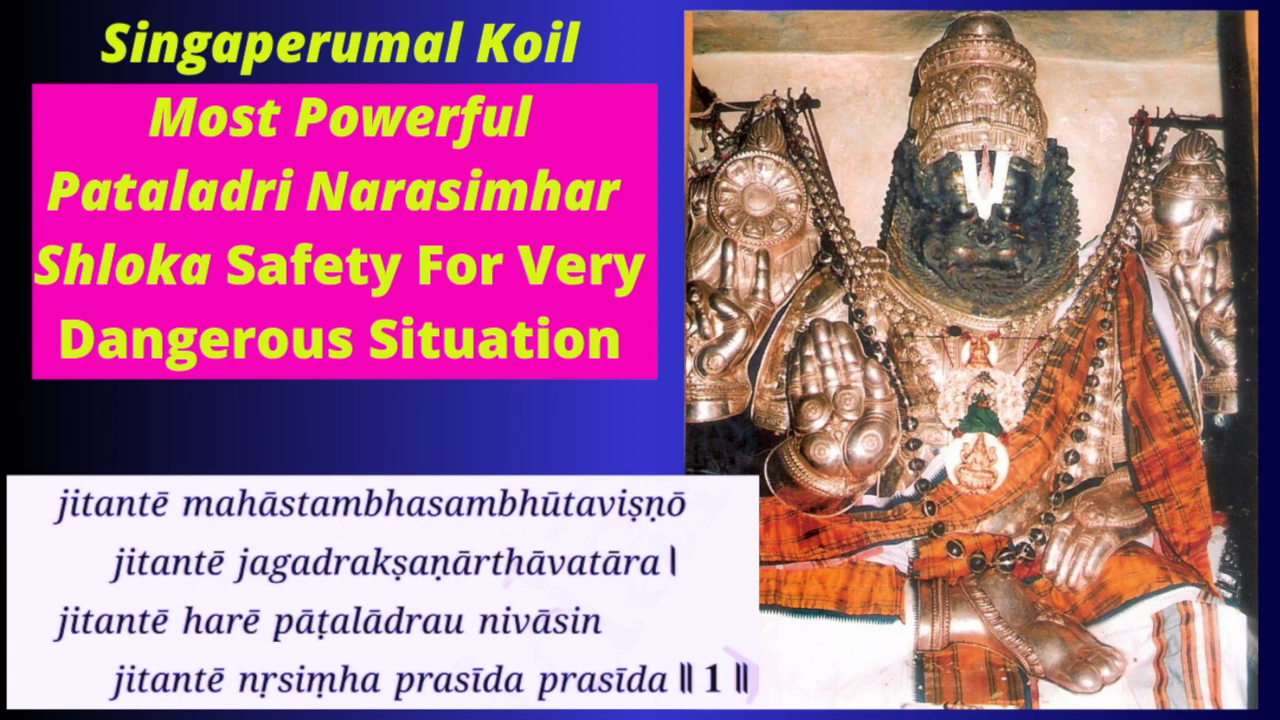 Singaperumal Koil
Most Powerful
Pataladri Narasimhar
Shloka Safety For Very
Dangerous Situation
jitantē mahāstambhasambhūtaviṣṇō
jitantē jagadrakṣaṇārthāvatāra |
jitantē harē pāṭalādrau nivāsin
jitantē nṛsiṃha prasīda prasīda ‖ 1 ‖